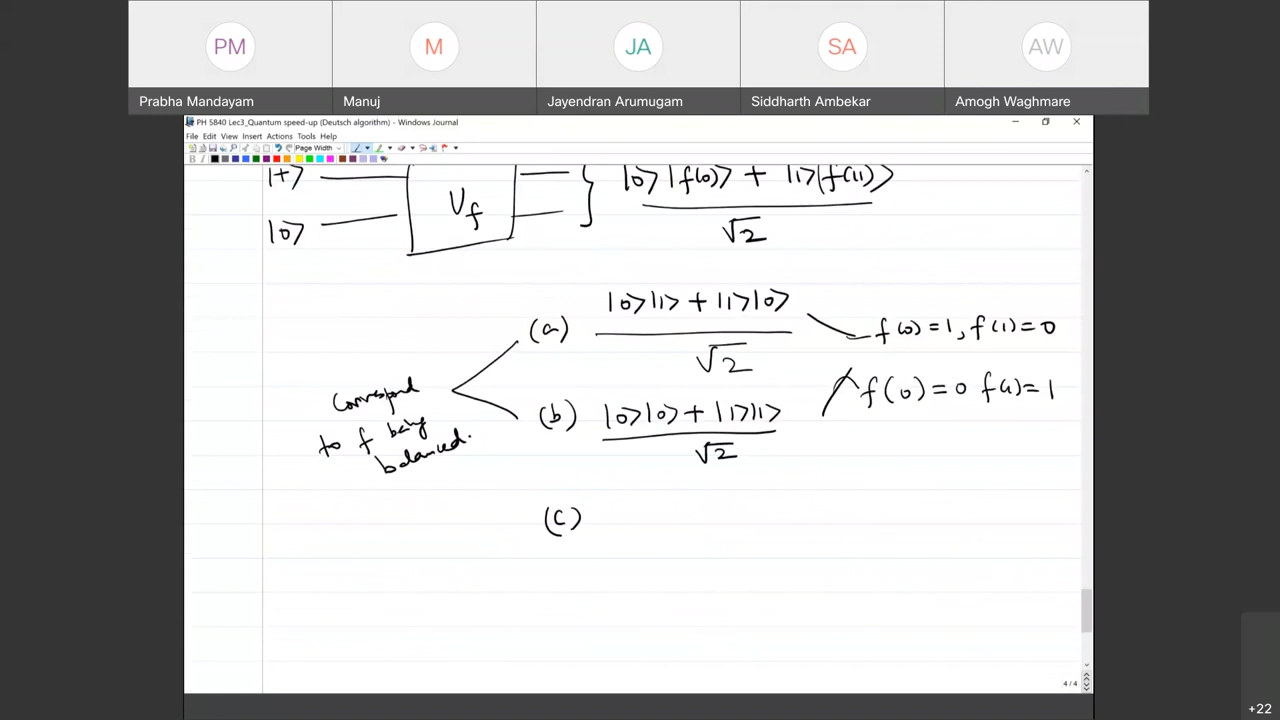 PM M JA SA AW
Prabha Mandayam Manuj Jayendran Arumugam Siddharth Ambekar Amogh Waghmare
PH 5840 Lec3_Quantum speed-up (Deutsch algorithm) - Windows Journal
File Edit View Insert Actions Tools Help
Page Width
B I
|+⟩ |0⟩|f(0)⟩ + |1⟩|f(1)⟩
U_f
|0⟩ √2
|0⟩|1⟩ + |1⟩|0⟩
(a) f(0)=1, f(1)=0
√2
correspond f(0)=0 f(1)=1
to f being (b) |0⟩|0⟩ + |1⟩|1⟩
balanced. √2
(c)
4 / 4
+22